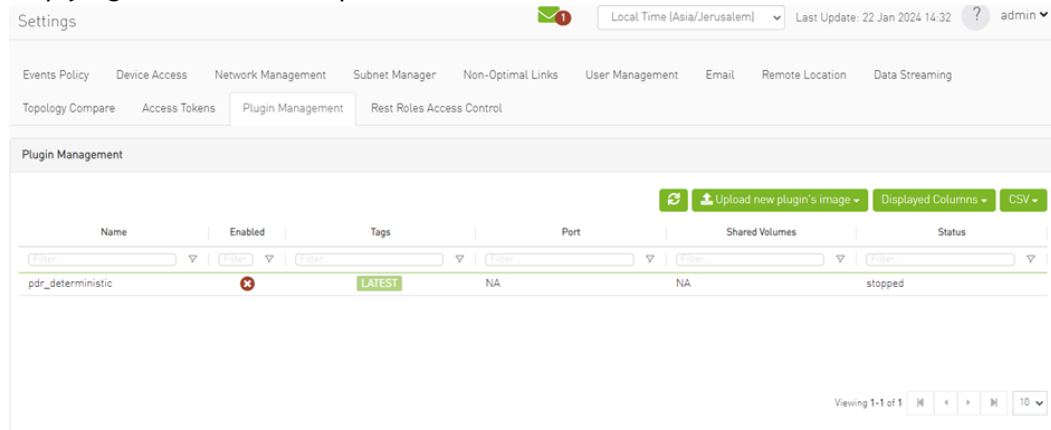 Settings
1
Local Time (Asia/Jerusalem)
Last Update: 22 Jan 2024 14:32
?
admin
Events Policy Device Access Network Management Subnet Manager Non-Optimal Links User Management Email Remote Location Data Streaming
Topology Compare Access Tokens Plugin Management Rest Roles Access Control
Plugin Management
Upload new plugin's image Displayed Columns CSV
Name Enabled Tags Port Shared Volumes Status
Filter... Filter... Filter... Filter... Filter... Filter...
pdr_deterministic LATEST NA NA stopped
Viewing 1-1 of 1 10